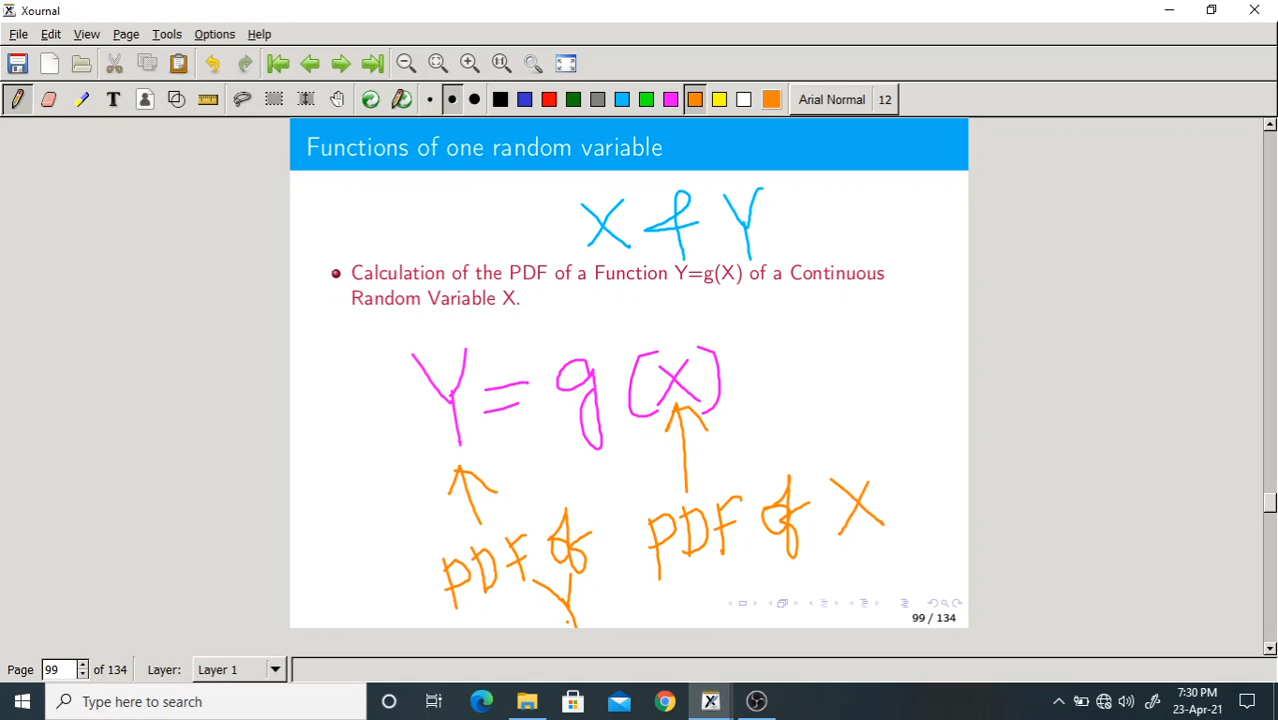 Xournal
File Edit View Page Tools Options Help
Arial Normal 12
Functions of one random variable
X & Y
Calculation of the PDF of a Function Y=g(X) of a Continuous
Random Variable X.
Y = g (X)
PDF of X
PDF of
Y
99 / 134
Page 99 of 134 Layer: Layer 1
Type here to search
7:30 PM
23-Apr-21